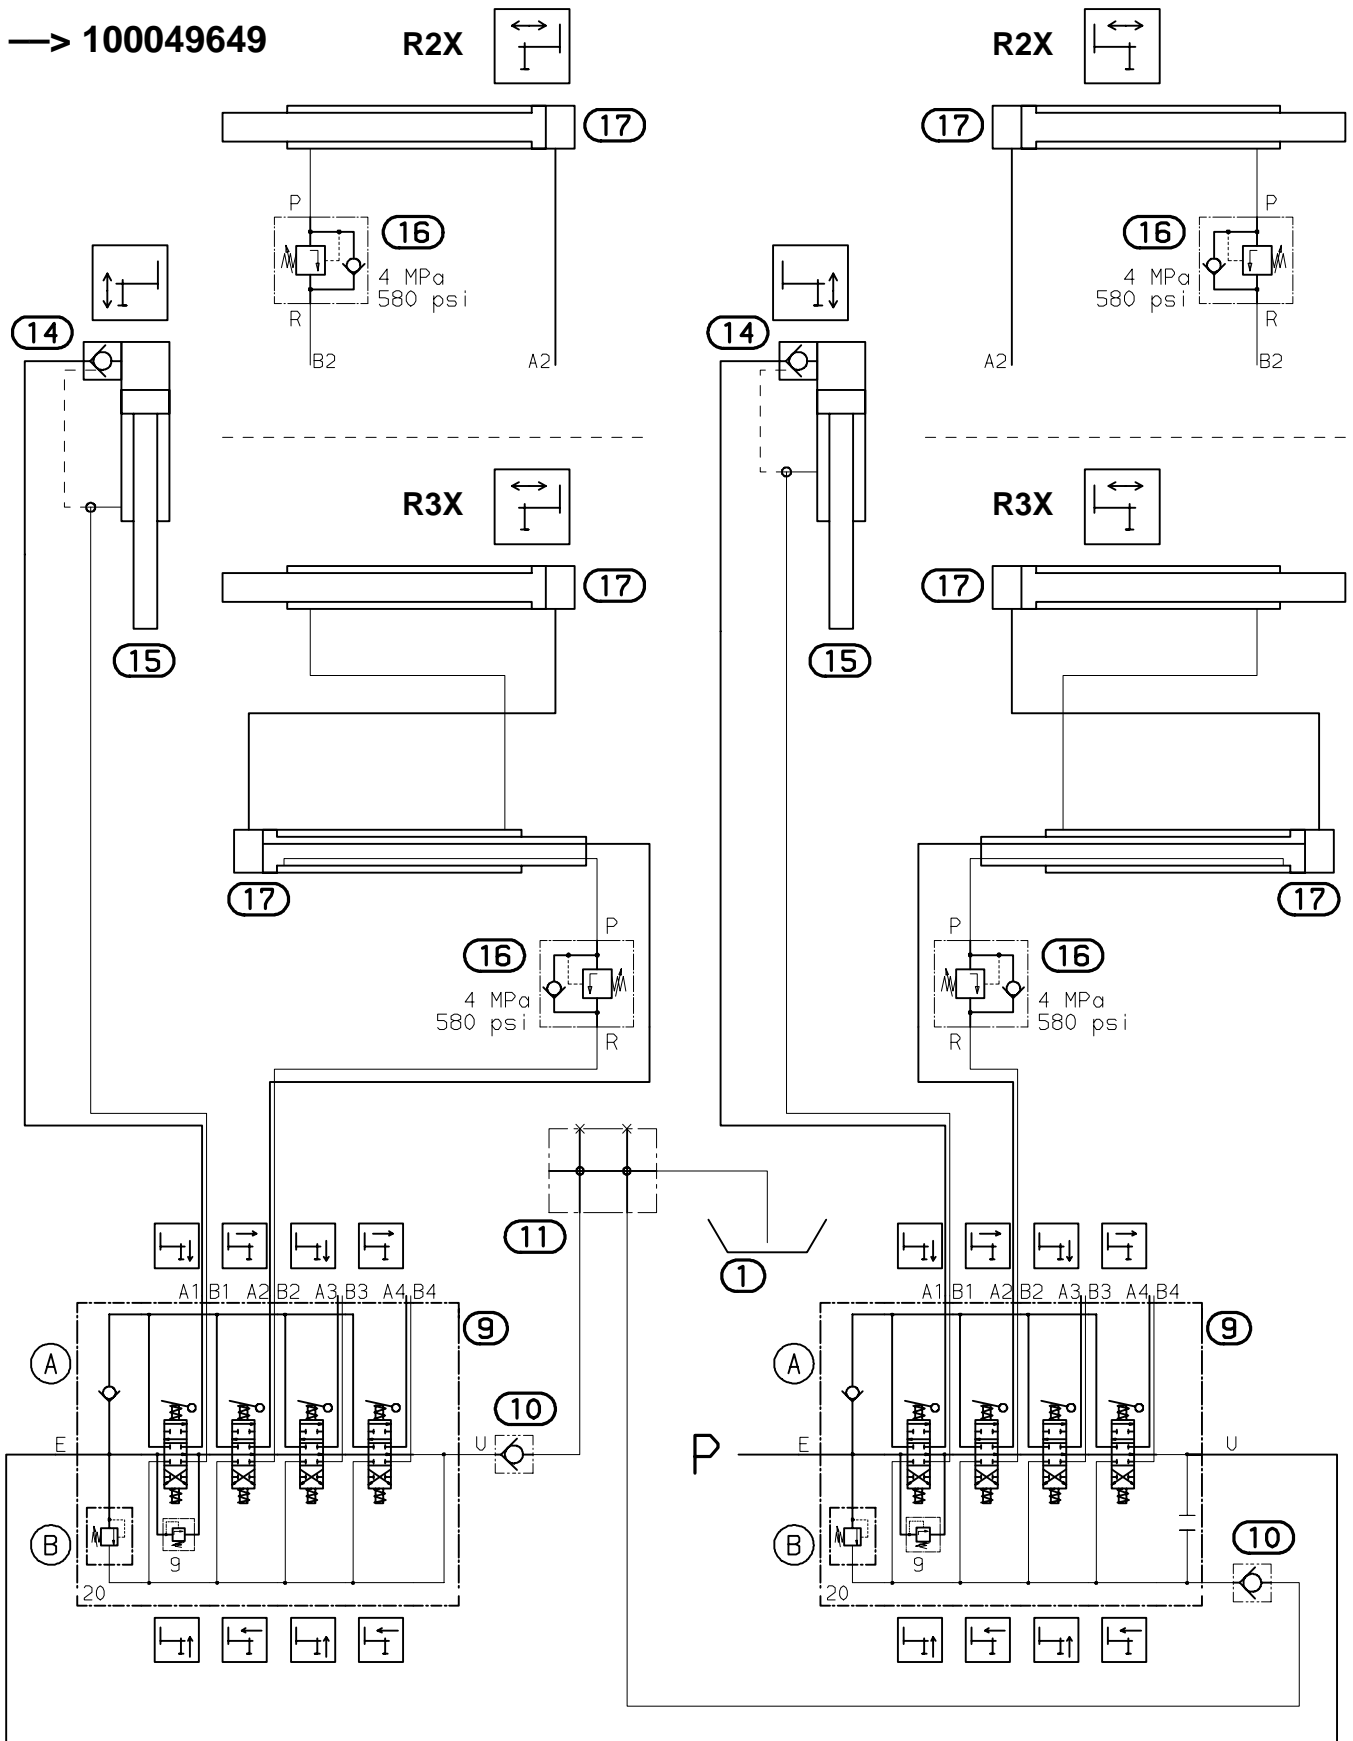 —> 100049649
R2X
R2X
17
17
P
P
16
16
4 MPa
580 psi
4 MPa
580 psi
R
R
14
14
B2
A2
A2
B2
R3X
R3X
17
17
15
15
17
17
P
P
16
16
4 MPa
580 psi
4 MPa
580 psi
R
R
11
1
A1 B1 A2 B2 A3 B3 A4 B4
A1 B1 A2 B2 A3 B3 A4 B4
9
9
A
A
10
E
U
P
E
U
B
B
10
9
9
20
20